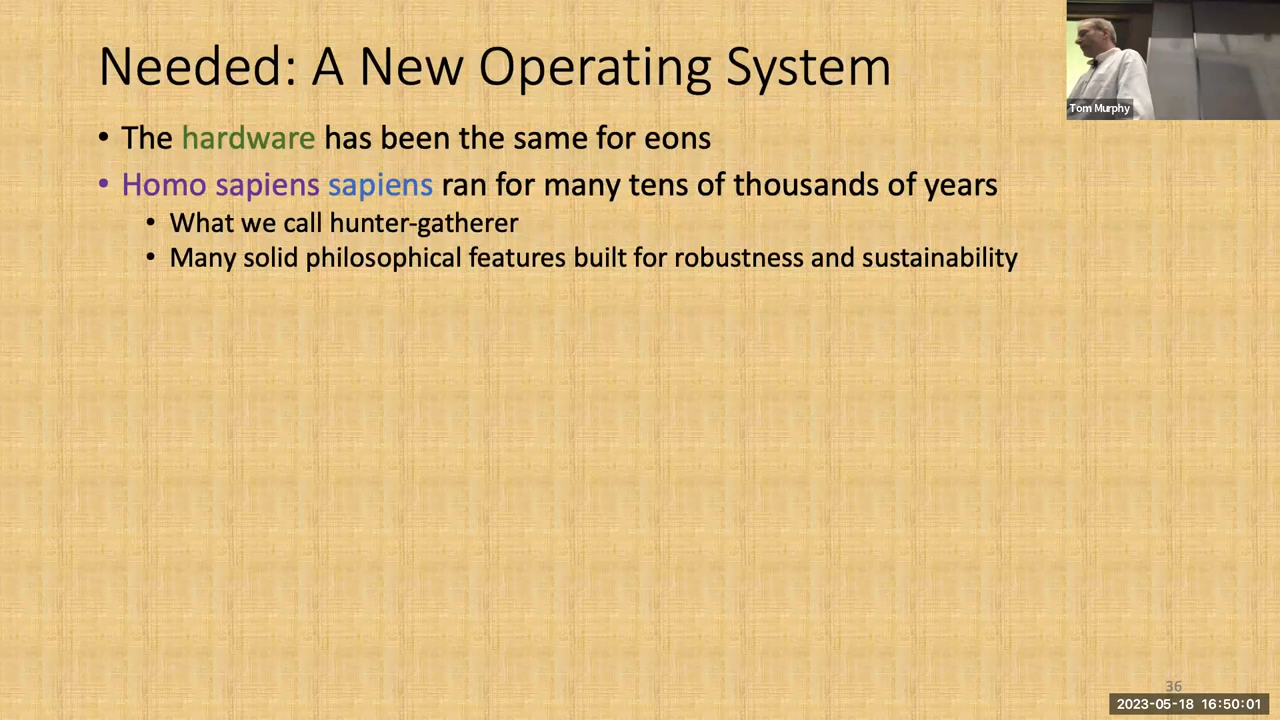 Needed: A New Operating System
Tom Murphy
• The hardware has been the same for eons
• Homo sapiens sapiens ran for many tens of thousands of years
• What we call hunter-gatherer
• Many solid philosophical features built for robustness and sustainability
36
2023-05-18 16:50:01